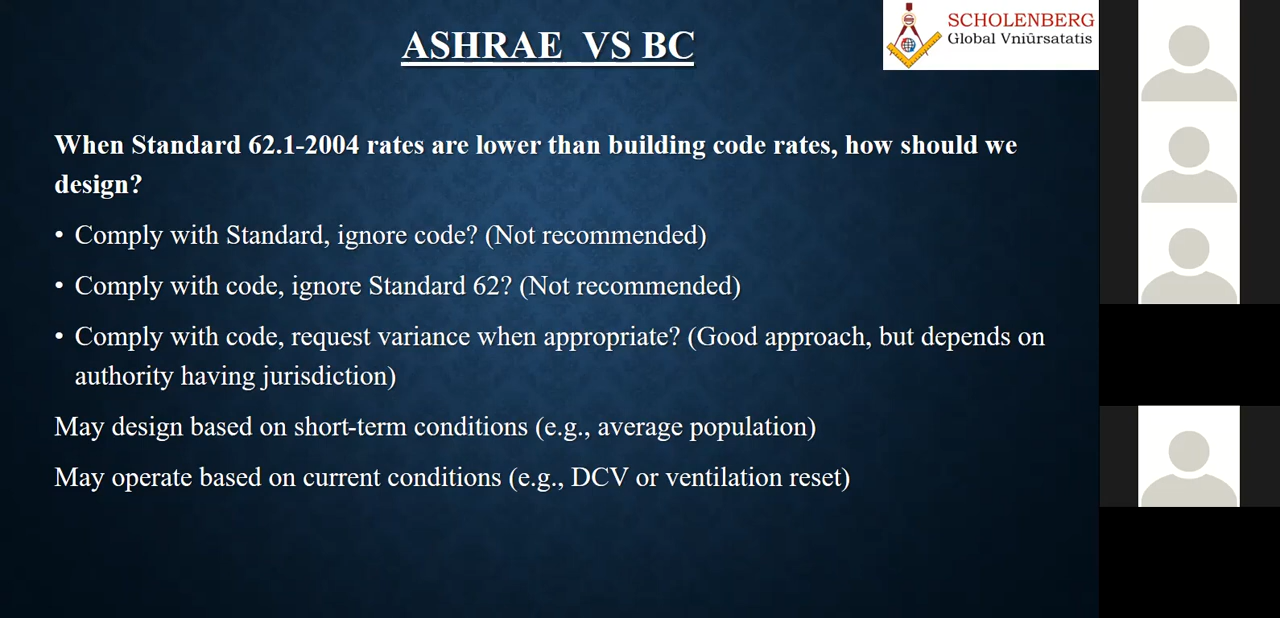 ASHRAE VS BC
SCHOLENBERG
Global Vniûrsatatis
When Standard 62.1-2004 rates are lower than building code rates, how should we
design?
• Comply with Standard, ignore code? (Not recommended)
• Comply with code, ignore Standard 62? (Not recommended)
• Comply with code, request variance when appropriate? (Good approach, but depends on
authority having jurisdiction)
May design based on short-term conditions (e.g., average population)
May operate based on current conditions (e.g., DCV or ventilation reset)